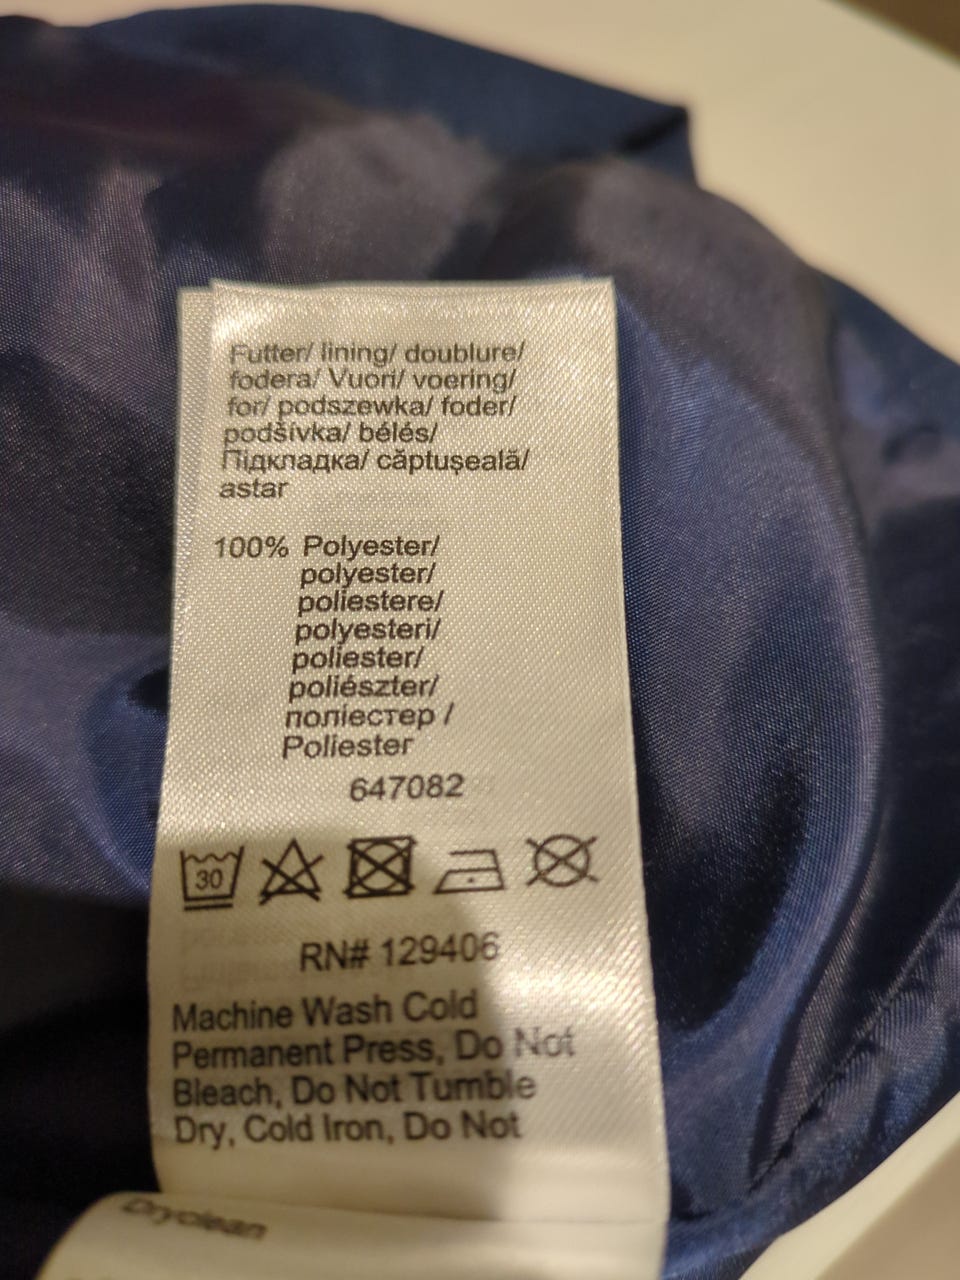 Futter/ lining/ doublure/
fodera/ Vuori/ voering/
for/ podszewka/ foder/
podšívka/ bélés/
Підкладка/ căptușeală/
astar
100% Polyester/
polyester/
poliestere/
polyesteri/
poliester/
poliészter/
поліестер /
Poliester
647082
30
RN# 129406
Machine Wash Cold
Permanent Press, Do Not
Bleach, Do Not Tumble
Dry, Cold Iron, Do Not
Dryclean